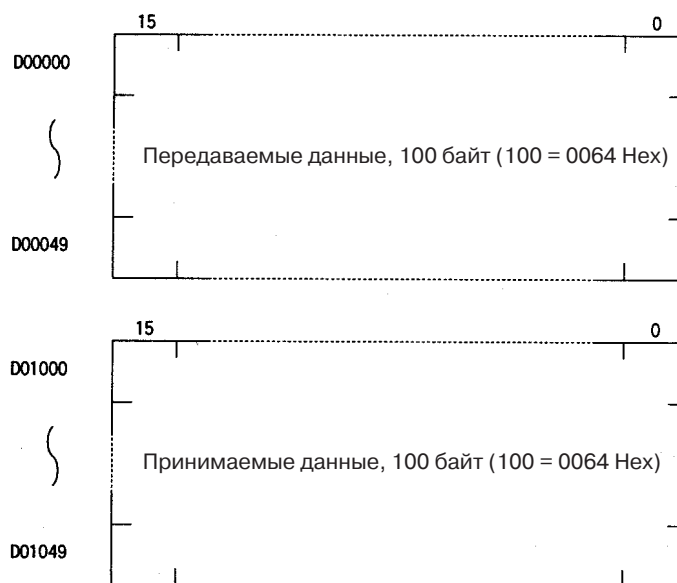 15 0
D00000
Передаваемые данные, 100 байт (100 = 0064 Hex)
D00049
15 0
D01000
Принимаемые данные, 100 байт (100 = 0064 Hex)
D01049